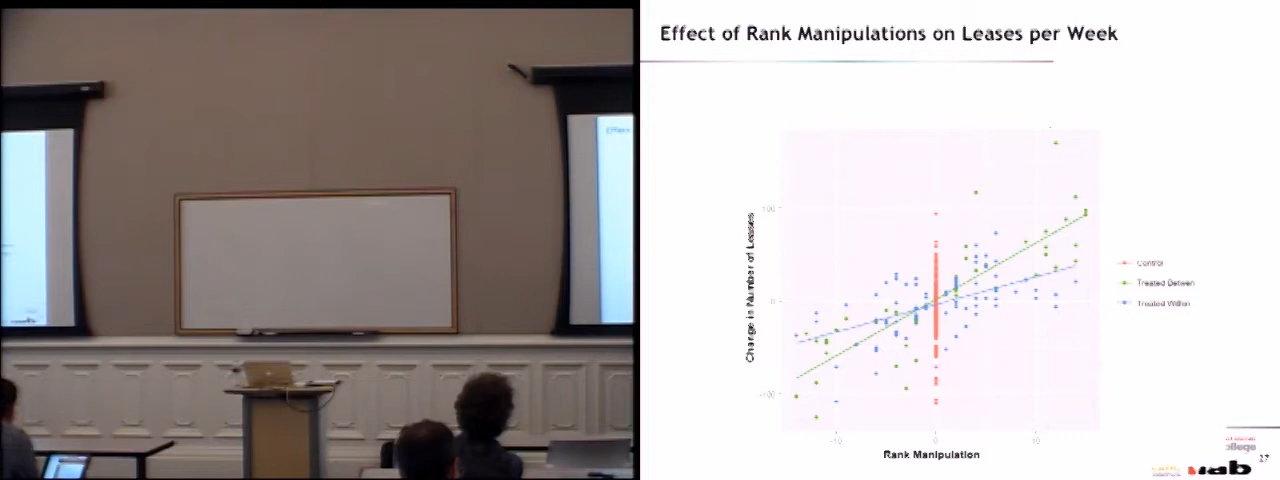 Effect of Rank Manipulations on Leases per Week
Change in Number of Leases
100
0
-100
-10
0
10
Rank Manipulation
Control
Treated Between
Treated Within
27